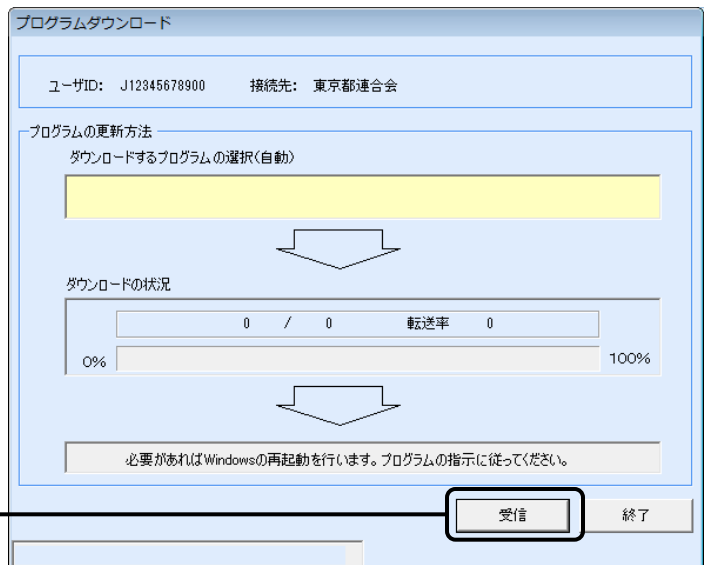 プログラムダウンロード
ユーザID: J12345678900 接続先: 東京都連合会
プログラムの更新方法
ダウンロードするプログラムの選択(自動)
ダウンロードの状況
0 / 0 転送率 0
0% 100%
必要があればWindowsの再起動を行います。プログラムの指示に従ってください。
受信 終了